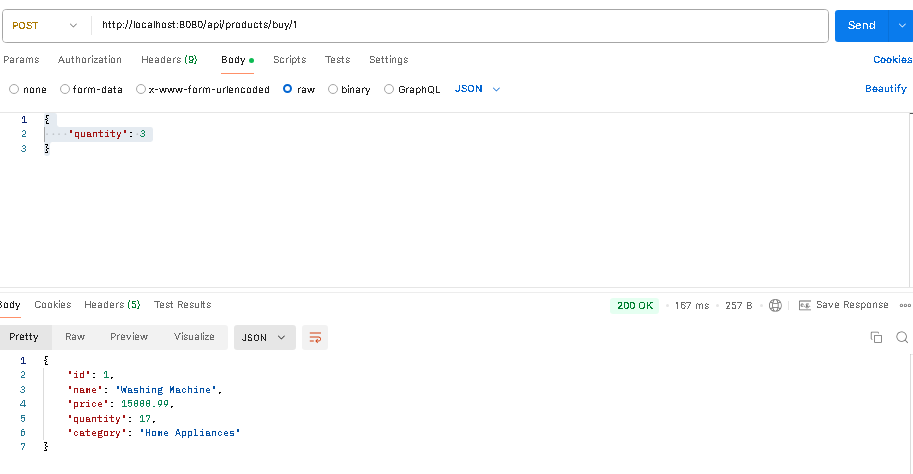 POST http://localhost:8080/api/products/buy/1 Send
Params Authorization Headers (9) Body Scripts Tests Settings Cookies
none form-data x-www-form-urlencoded raw binary GraphQL JSON Beautify
1 {
2 "quantity": 3
3 }
Body Cookies Headers (5) Test Results 200 OK 167 ms 257 B Save Response
Pretty Raw Preview Visualize JSON
1 {
2 "id": 1,
3 "name": "Washing Machine",
4 "price": 15000.99,
5 "quantity": 17,
6 "category": "Home Appliances"
7 }